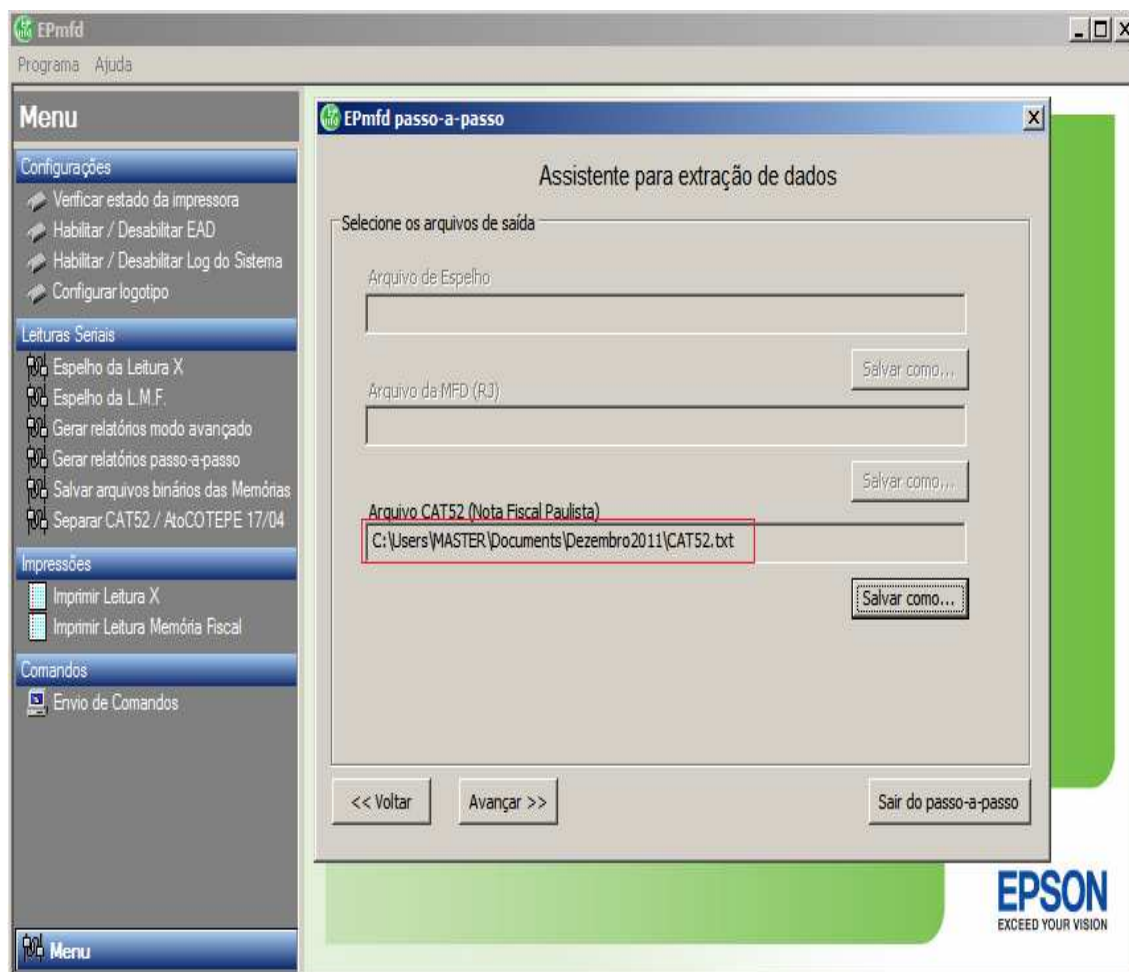 EPmfd
Programa Ajuda
Menu
Configurações
Verificar estado da impressora
Habilitar / Desabilitar EAD
Habilitar / Desabilitar Log do Sistema
Configurar logotipo
Leituras Seriais
Espelho da Leitura X
Espelho da L.M.F.
Gerar relatórios modo avançado
Gerar relatórios passo-a-passo
Salvar arquivos binários das Memórias
Separar CAT52 / AtoCOTEPE 17/04
Impressões
Imprimir Leitura X
Imprimir Leitura Memória Fiscal
Comandos
Envio de Comandos
Menu
EPmfd passo-a-passo
Assistente para extração de dados
Selecione os arquivos de saída
Arquivo de Espelho
Salvar como...
Arquivo da MFD (RJ)
Salvar como...
Arquivo CAT52 (Nota Fiscal Paulista)
C:\Users\MASTER\Documents\Dezembro2011\CAT52.txt
Salvar como...
<< Voltar
Avançar >>
Sair do passo-a-passo
EPSON
EXCEED YOUR VISION